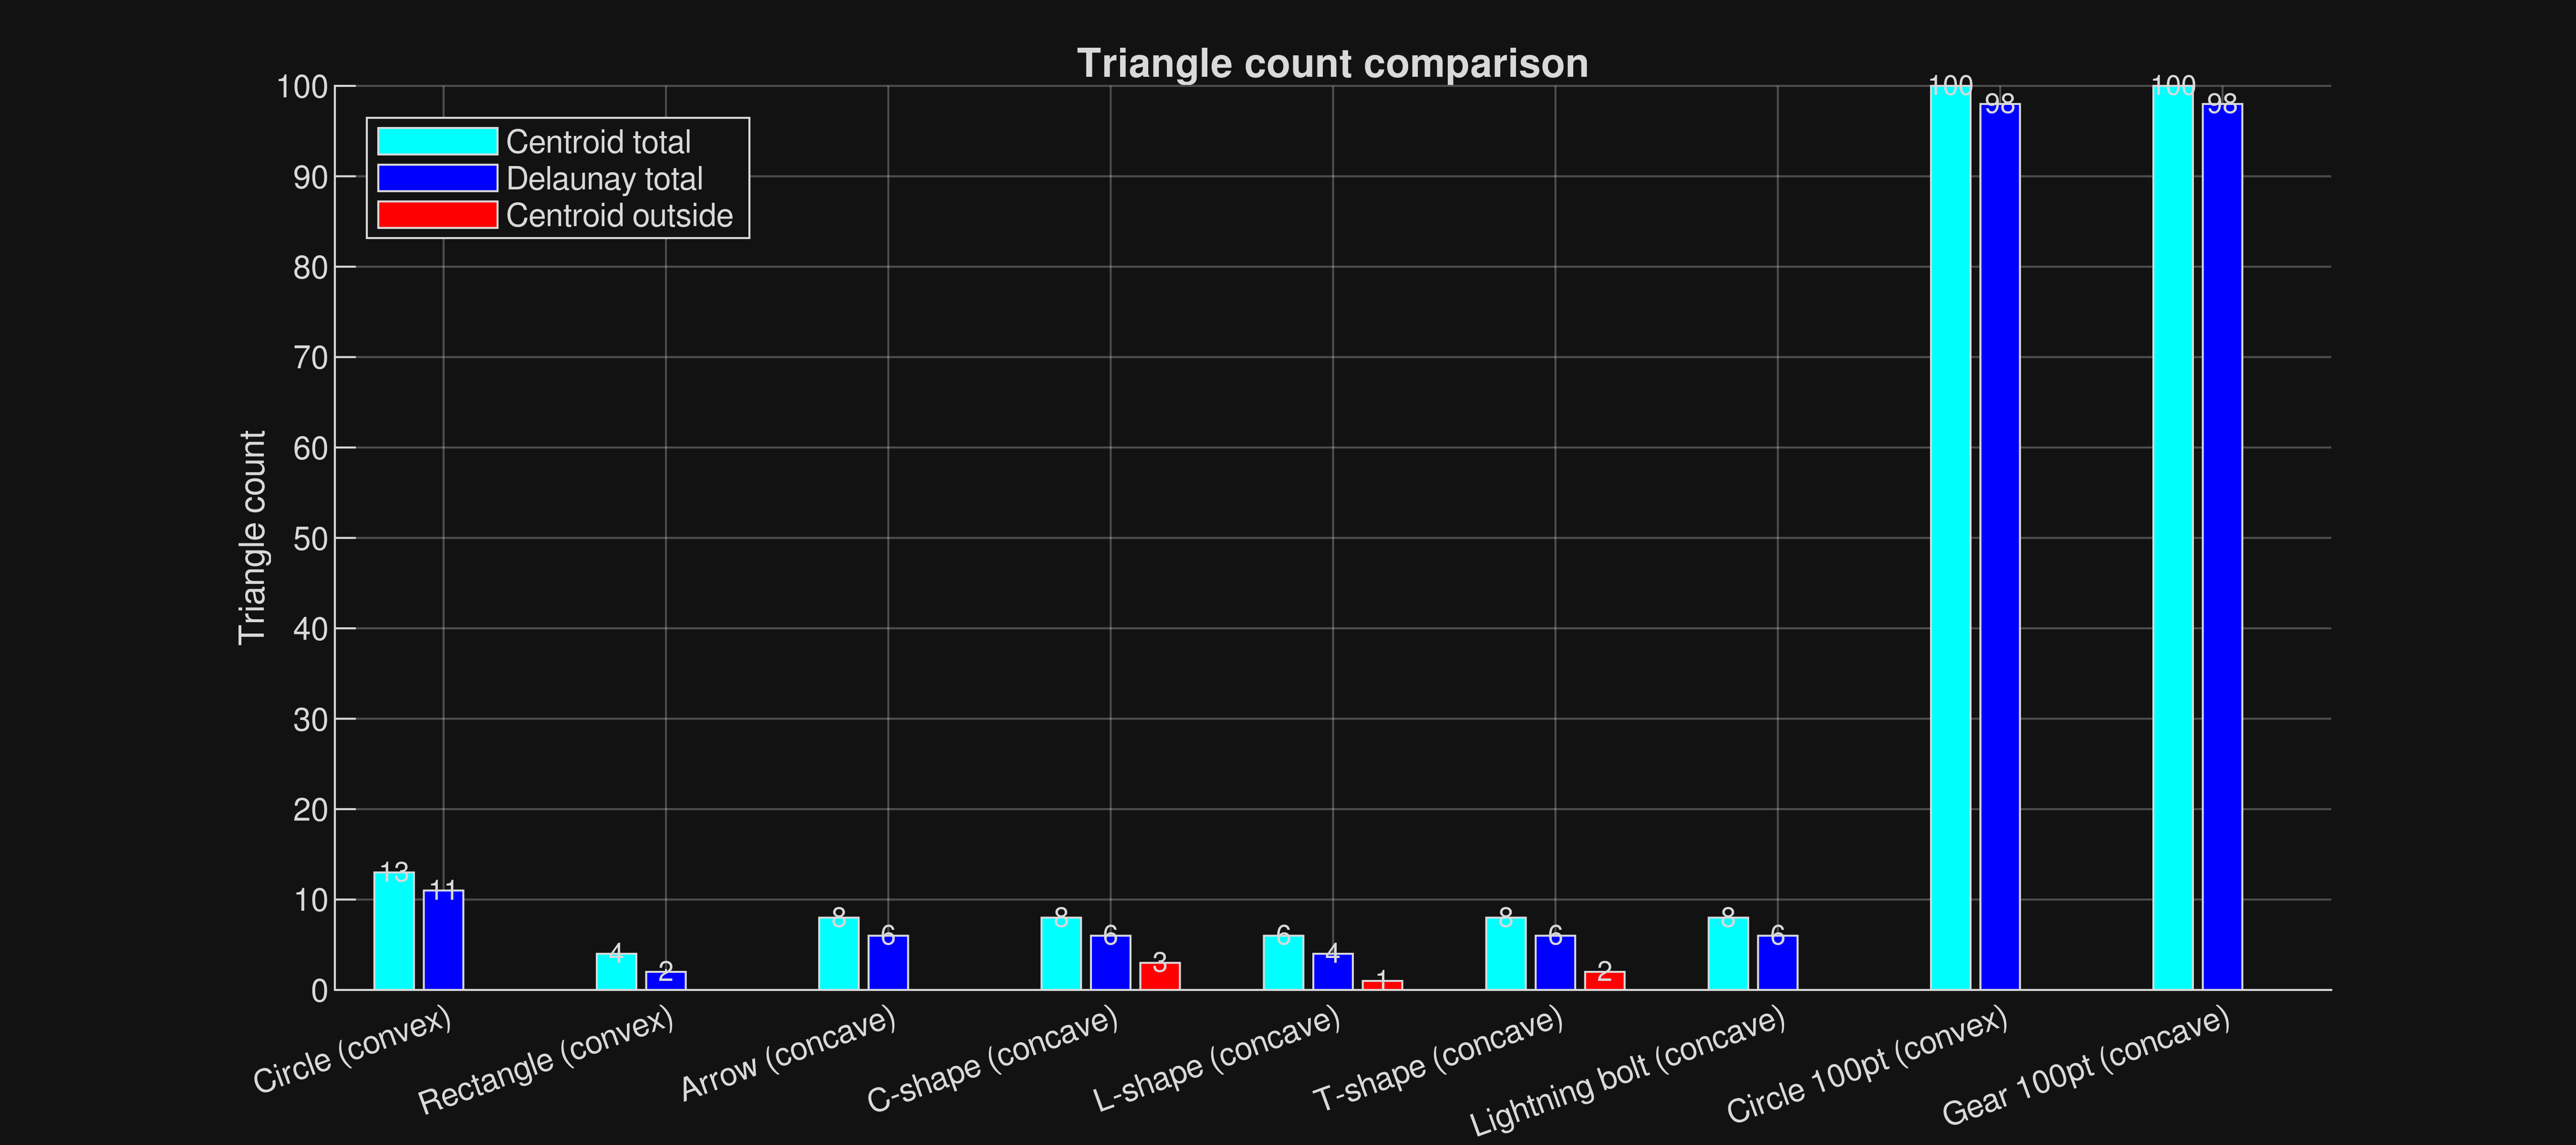 Triangle count comparison
Centroid total
Delaunay total
Centroid outside
Triangle count
100
90
80
70
60
50
40
30
20
10
0
13
11
4
2
8
6
8
6
3
6
4
1
8
6
2
8
6
100
98
100
98
Circle (convex)
Rectangle (convex)
Arrow (concave)
C-shape (concave)
L-shape (concave)
T-shape (concave)
Lightning bolt (concave)
Circle 100pt (convex)
Gear 100pt (concave)